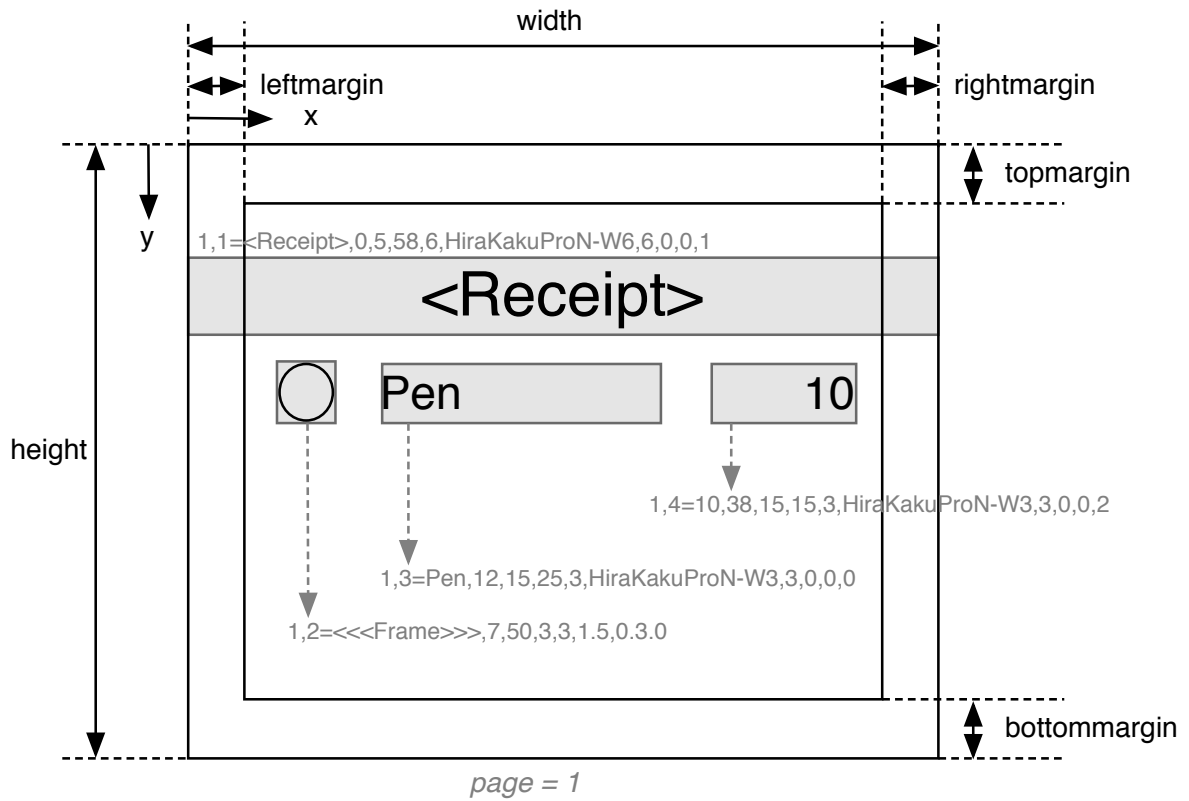 width
leftmargin
rightmargin
x
topmargin
y
1,1=<Receipt>,0,5,58,6,HiraKakuProN-W6,6,0,0,1
<Receipt>
Pen
10
height
1,4=10,38,15,15,3,HiraKakuProN-W3,3,0,0,2
1,3=Pen,12,15,25,3,HiraKakuProN-W3,3,0,0,0
1,2=<<<Frame>>>,7,50,3,3,1.5,0.3.0
bottommargin
page = 1